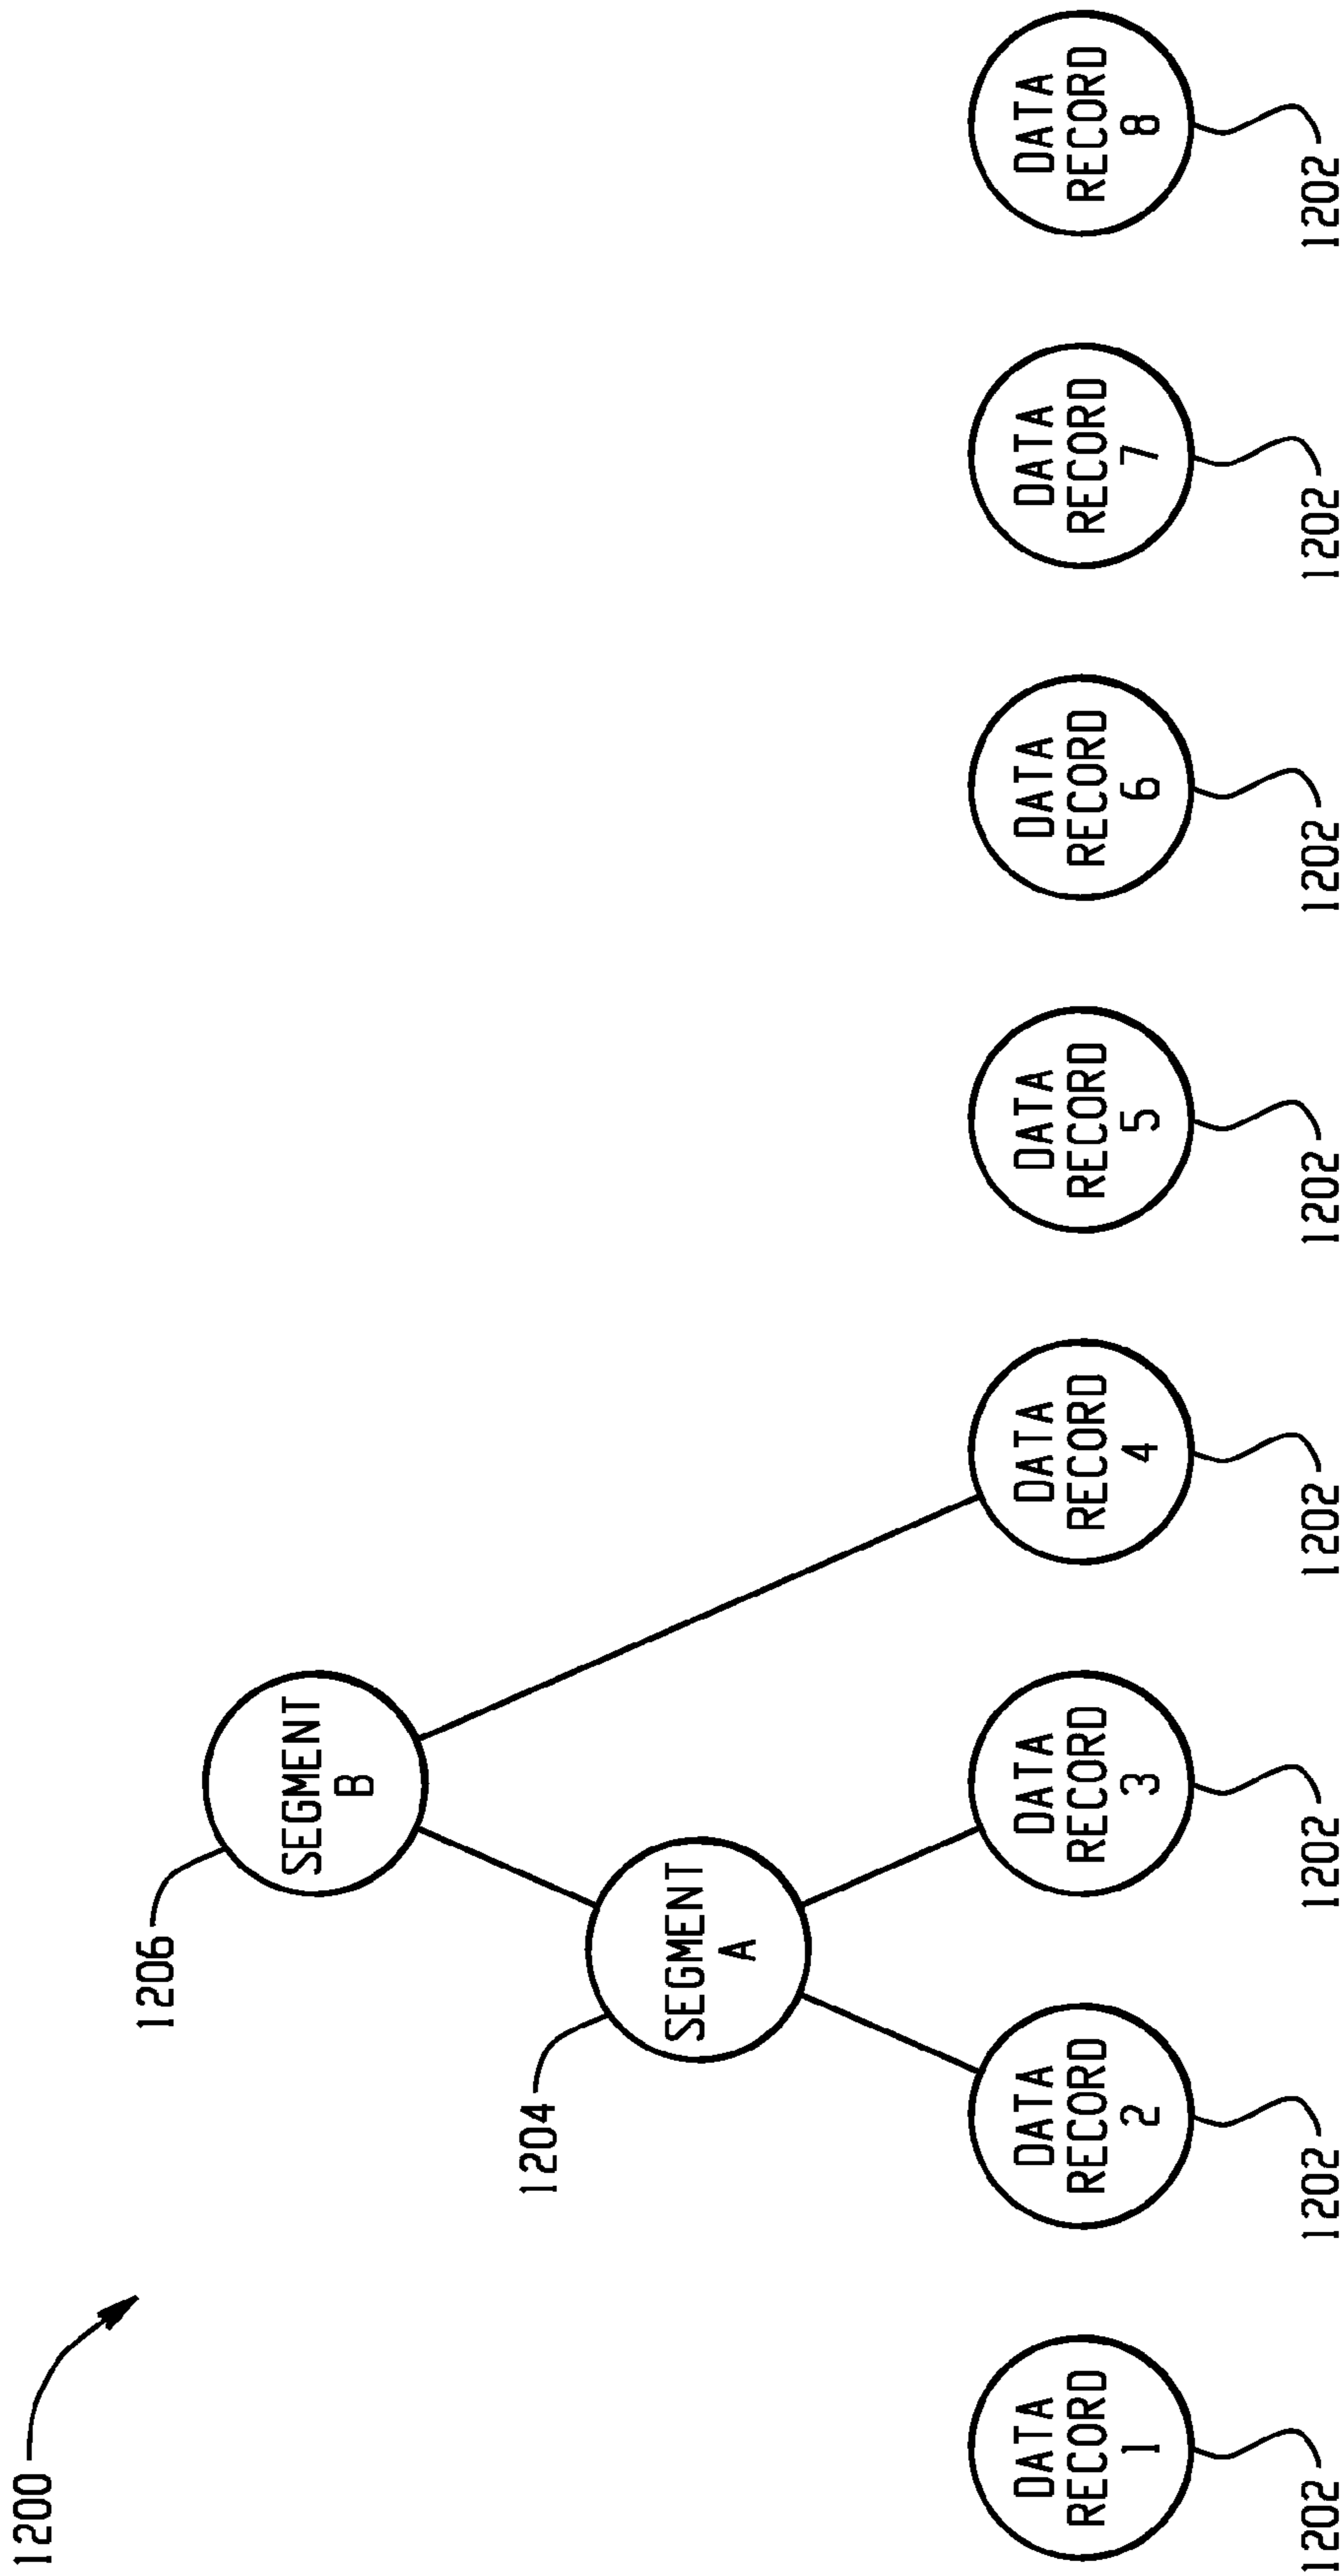 1200
1206
SEGMENT
B
1204
SEGMENT
A
DATA
RECORD
1
DATA
RECORD
2
DATA
RECORD
3
DATA
RECORD
4
DATA
RECORD
5
DATA
RECORD
6
DATA
RECORD
7
DATA
RECORD
8
1202
1202
1202
1202
1202
1202
1202
1202